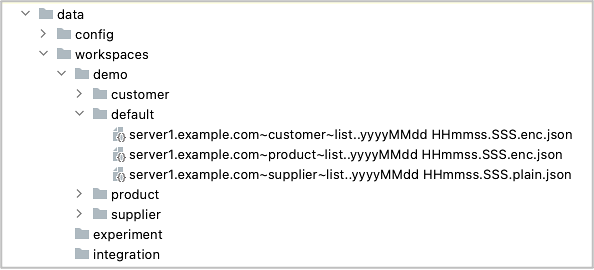 data
config
workspaces
demo
customer
default
server1.example.com~customer~list..yyyyMMdd HHmmss.SSS.enc.json
server1.example.com~product~list..yyyyMMdd HHmmss.SSS.enc.json
server1.example.com~supplier~list..yyyyMMdd HHmmss.SSS.plain.json
product
supplier
experiment
integration